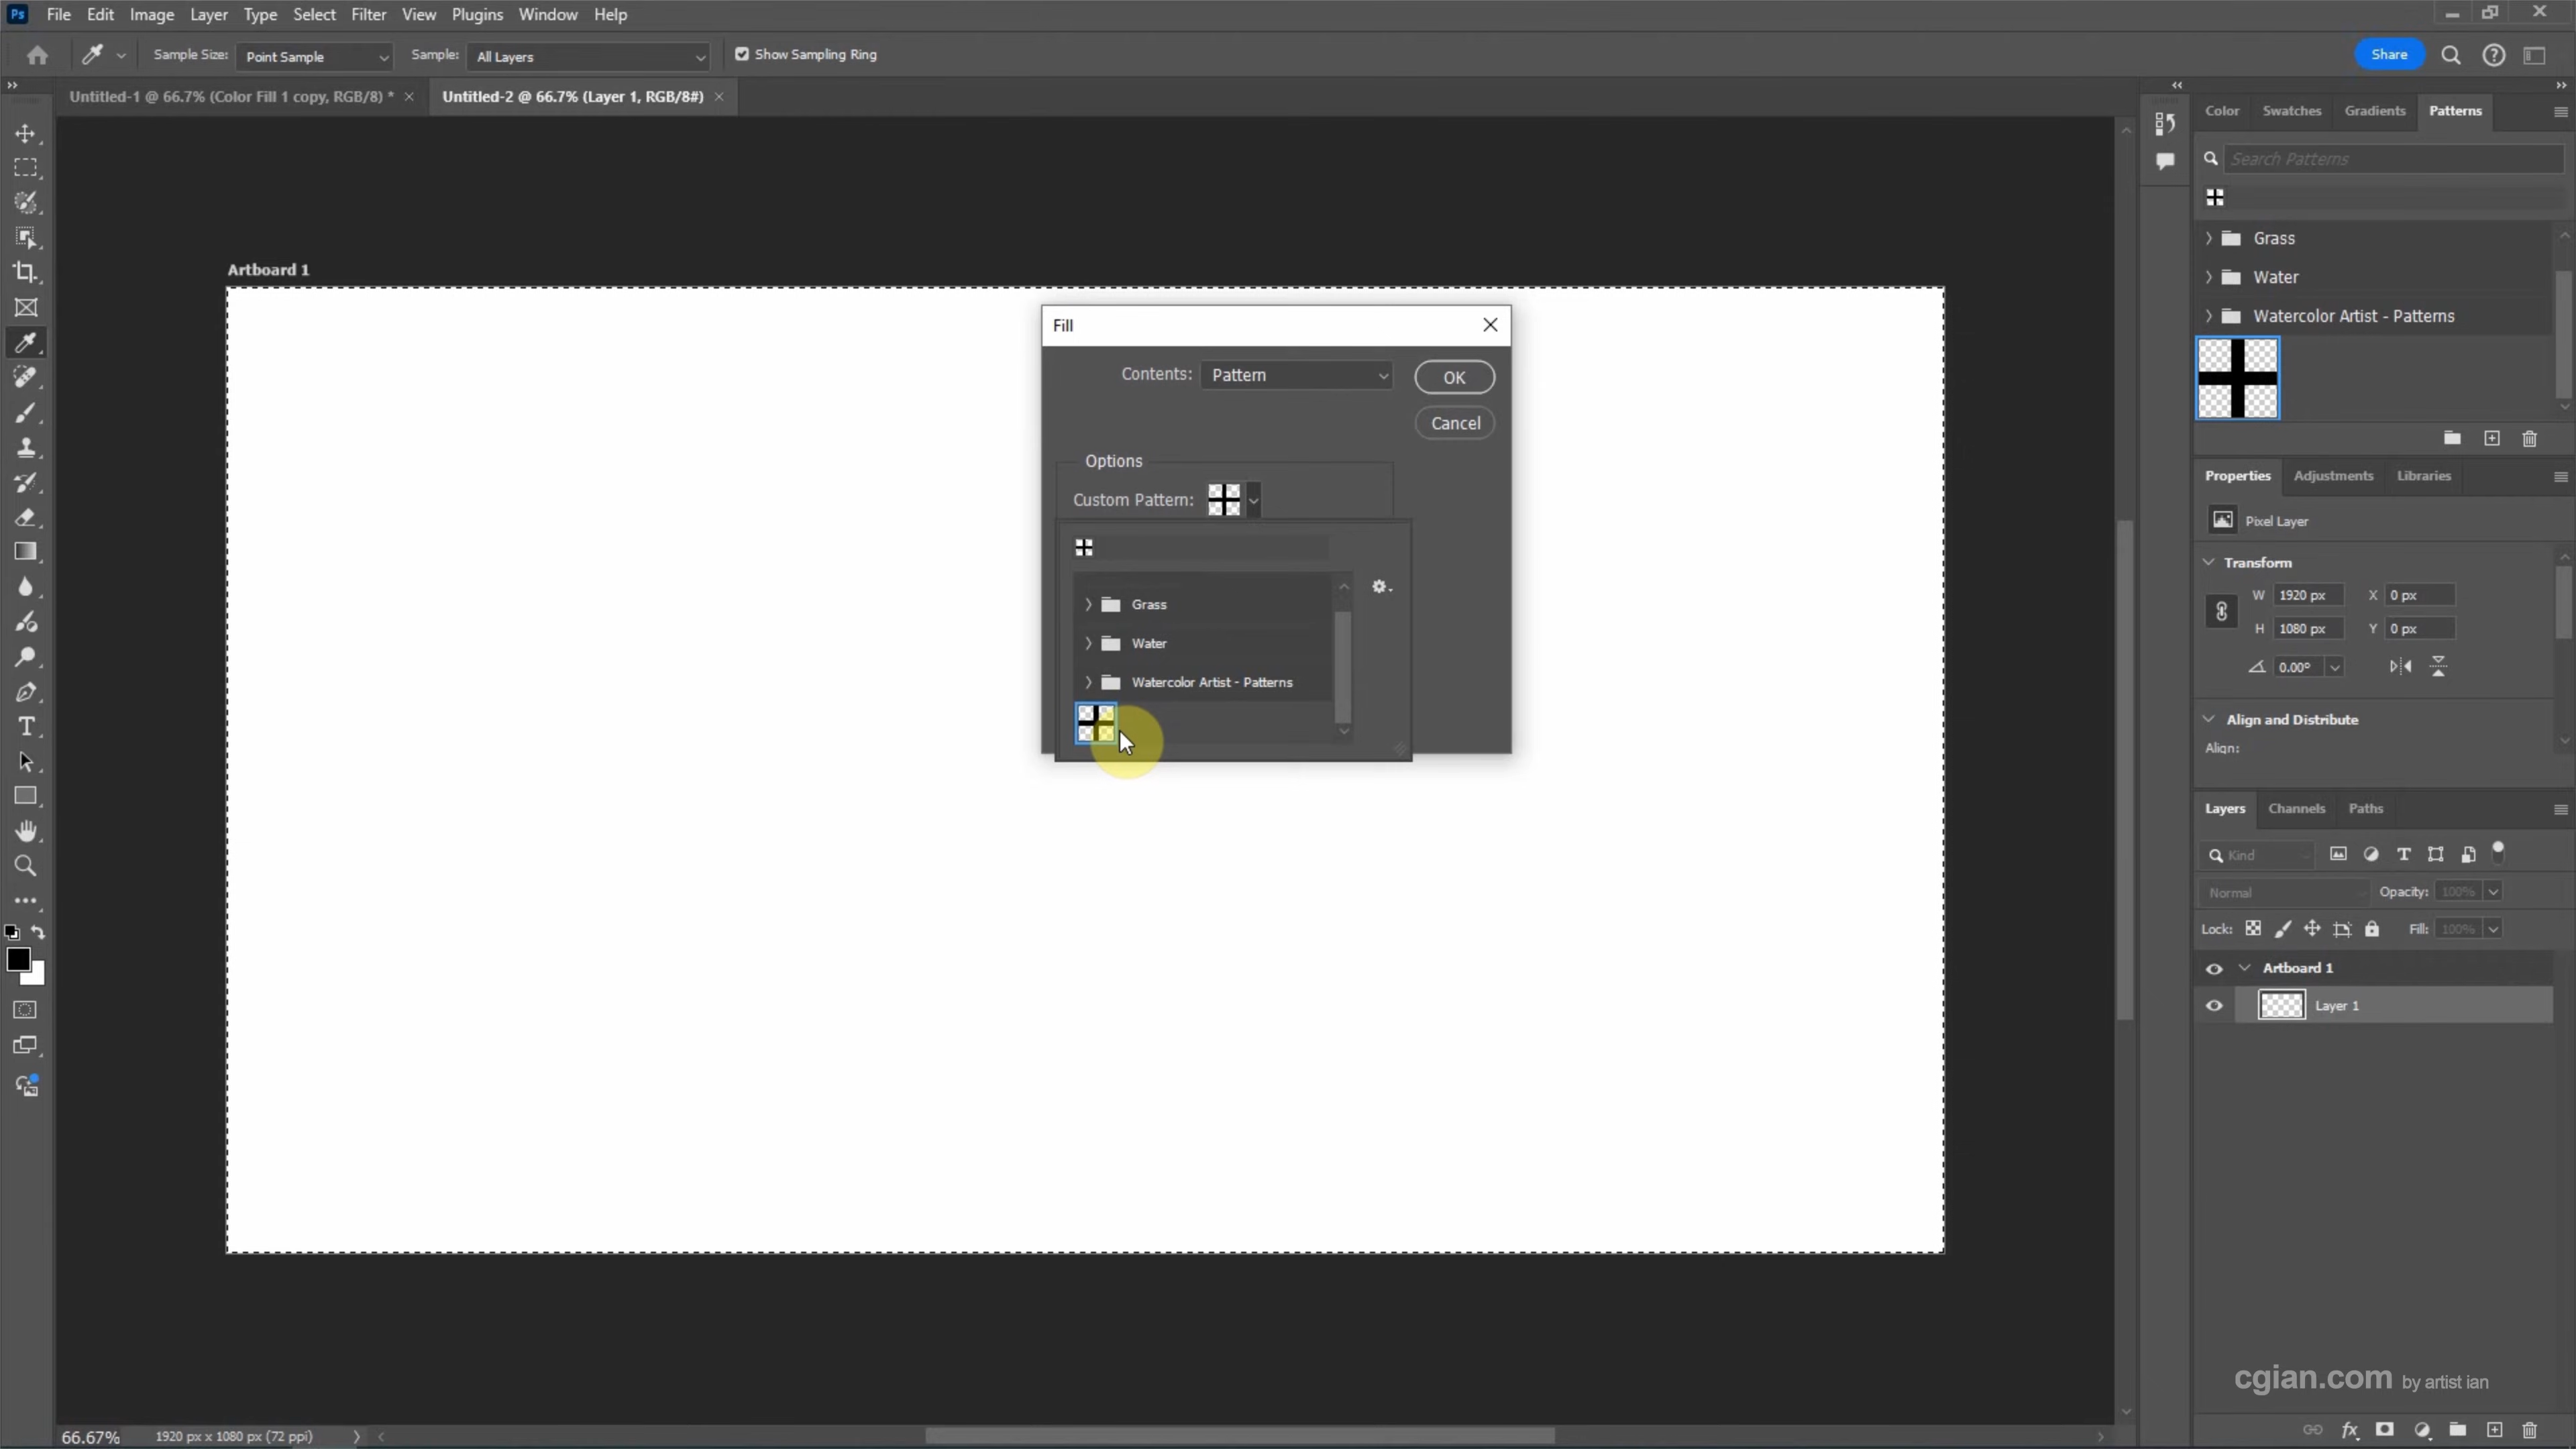 Ps File Edit Image Layer Type Select Filter View Plugins Window Help
Sample Size: Point Sample Sample: All Layers Show Sampling Ring Share
Untitled-1 @ 66.7% (Color Fill 1 copy, RGB/8) * × Untitled-2 @ 66.7% (Layer 1, RGB/8#) ×
Color Swatches Gradients Patterns
Search Patterns
Grass
Water
Watercolor Artist - Patterns
Artboard 1
Fill
Contents: Pattern OK
Cancel
Options
Custom Pattern:
Grass
Water
Watercolor Artist - Patterns
Properties Adjustments Libraries
Pixel Layer
Transform
W 1920 px X 0 px
H 1080 px Y 0 px
0.00°
Align and Distribute
Align:
Layers Channels Paths
Kind
Normal Opacity: 100%
Lock: Fill: 100%
Artboard 1
Layer 1
cgian.com by artist ian
66.67% 1920 px x 1080 px (72 ppi)